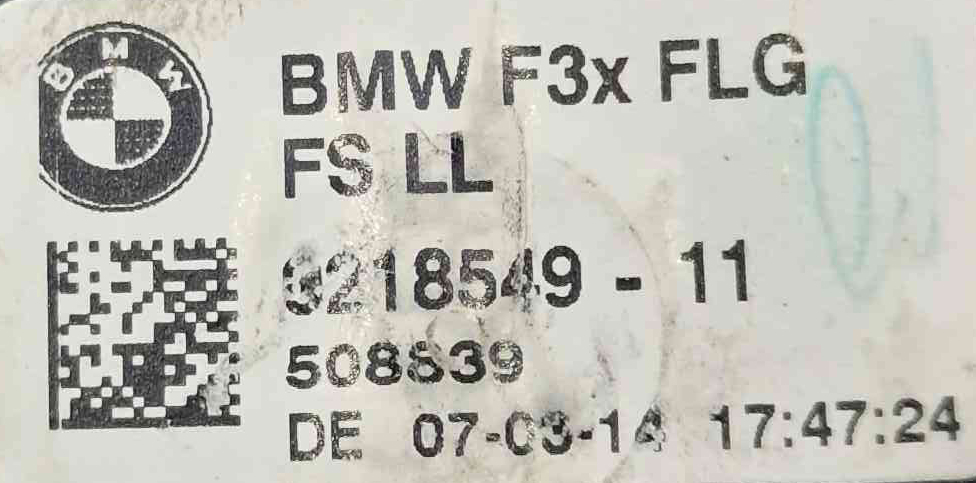 BMW
BMW F3x FLG
FS LL
9218549 - 11
508839
DE 07-03-14 17:47:24